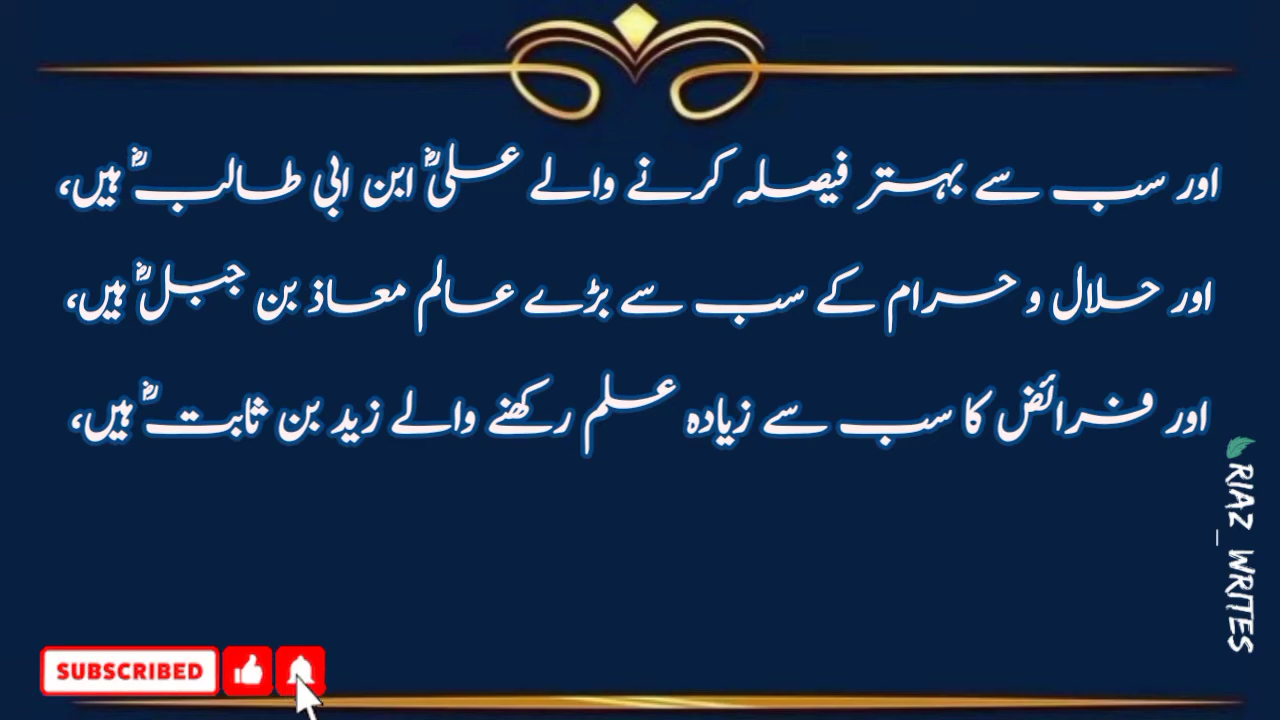 اور سب سے بہتر فیصلہ کرنے والے علیؓ ابن ابی طالبؓ ہیں،
اور حلال و حرام کے سب سے بڑے عالم معاذ بن جبلؓ ہیں،
اور فرائض کا سب سے زیادہ علم رکھنے والے زید بن ثابتؓ ہیں،
RIAZ_WRITES
SUBSCRIBED